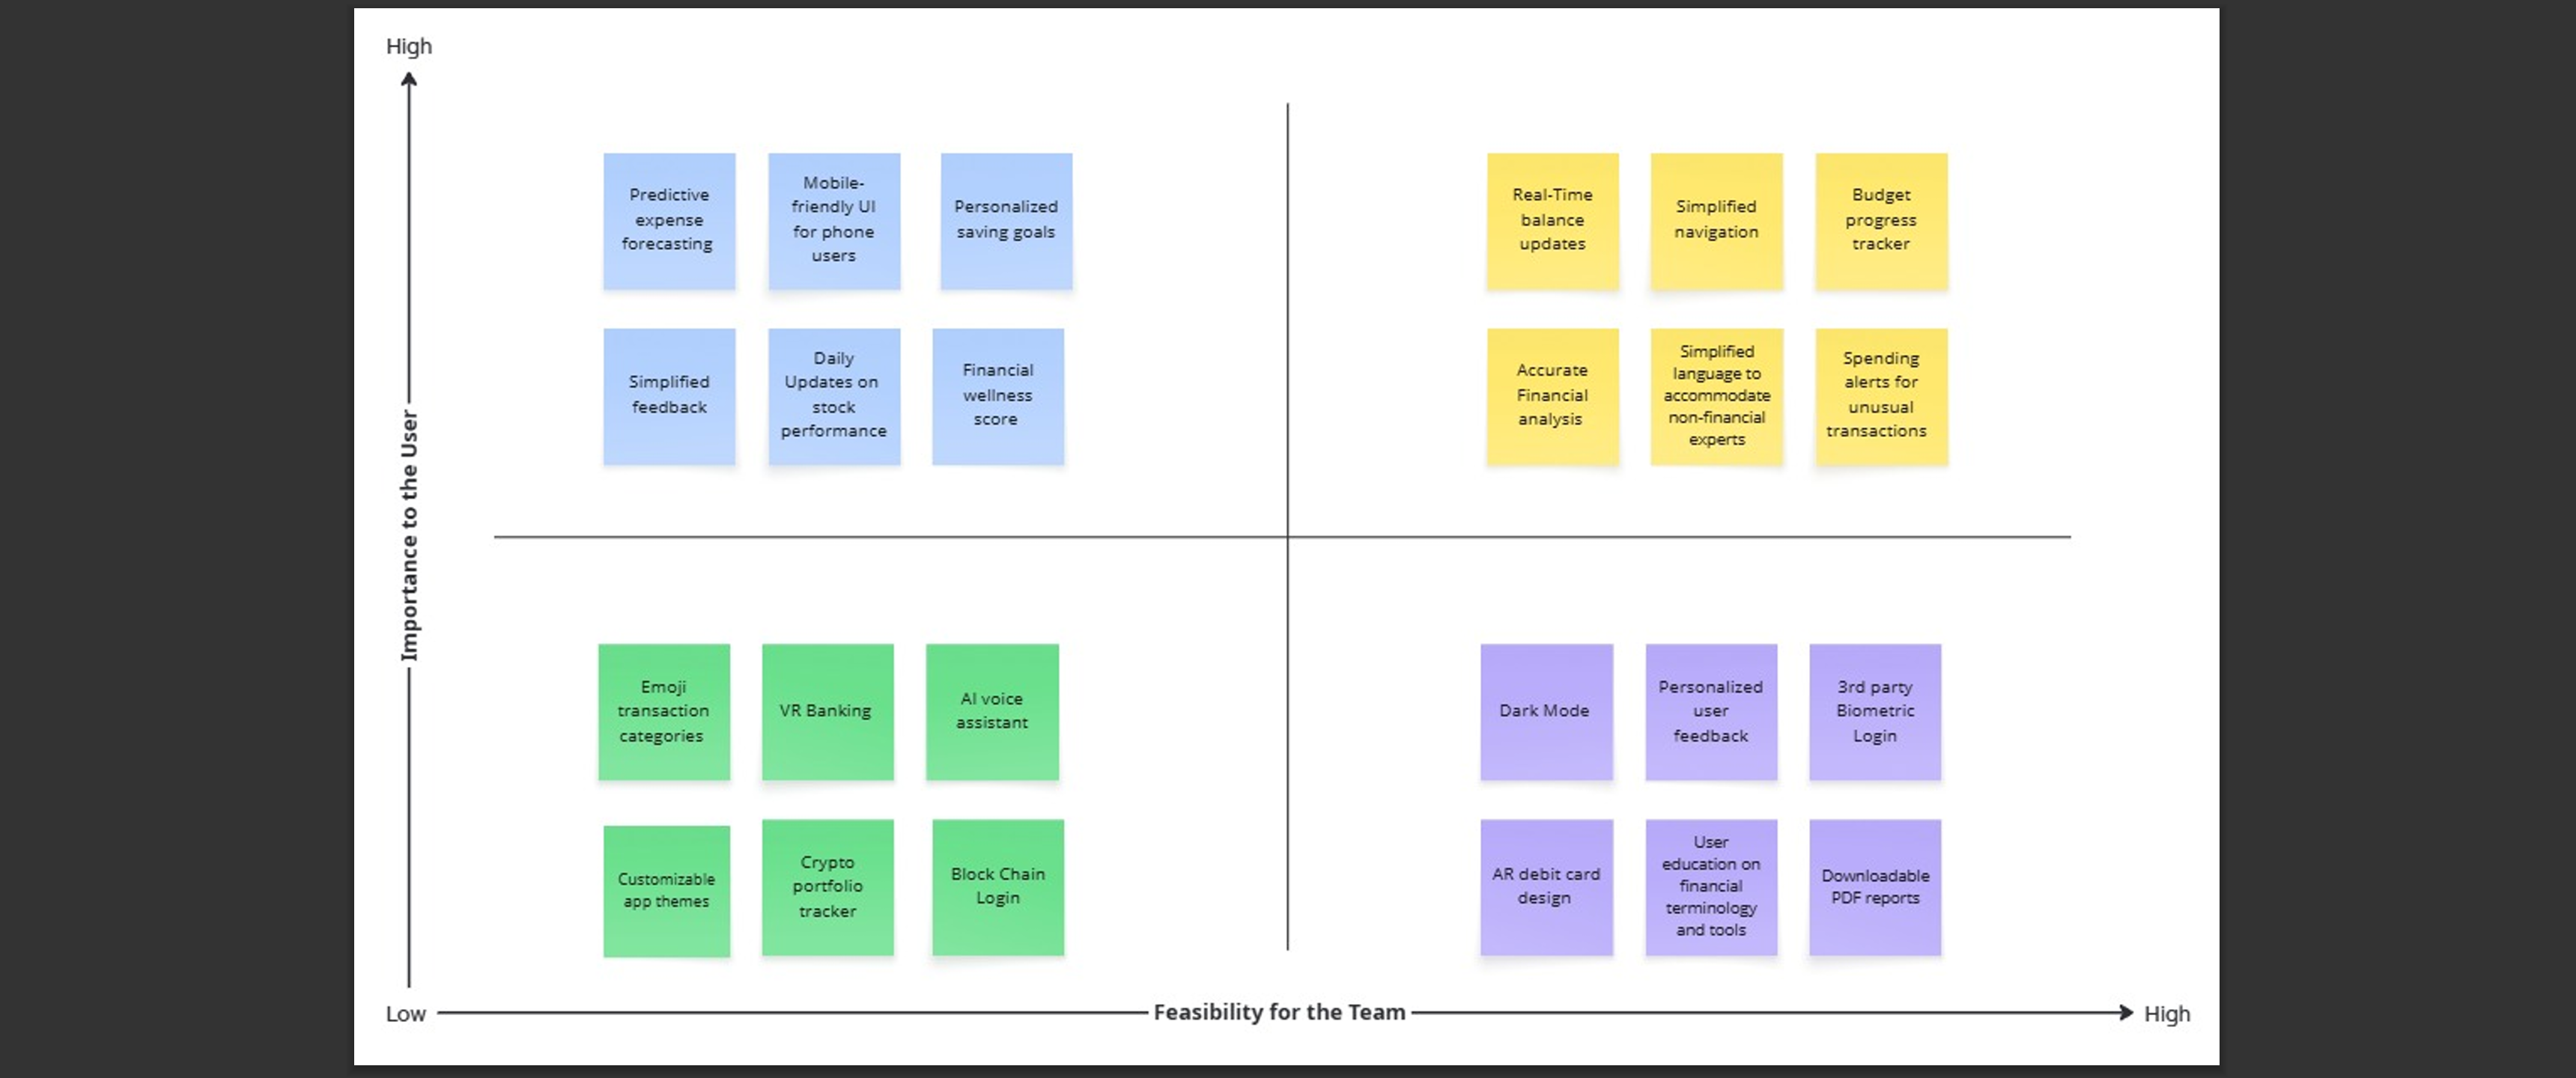 High
Predictive
expense
forecasting
Mobile-
friendly UI
for phone
users
Personalized
saving goals
Real-Time
balance
updates
Simplified
navigation
Budget
progress
tracker
Simplified
feedback
Daily
Updates on
stock
performance
Financial
wellness
score
Accurate
Financial
analysis
Simplified
language to
accommodate
non-financial
experts
Spending
alerts for
unusual
transactions
Importance to the User
Emoji
transaction
categories
VR Banking
AI voice
assistant
Dark Mode
Personalized
user
feedback
3rd party
Biometric
Login
Customizable
app themes
Crypto
portfolio
tracker
Block Chain
Login
AR debit card
design
User
education on
financial
terminology
and tools
Downloadable
PDF reports
Low
Feasibility for the Team
High